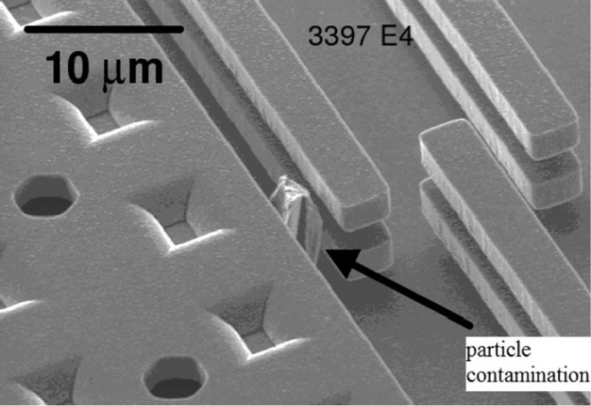 3397 E4
10 μm
particle
contamination